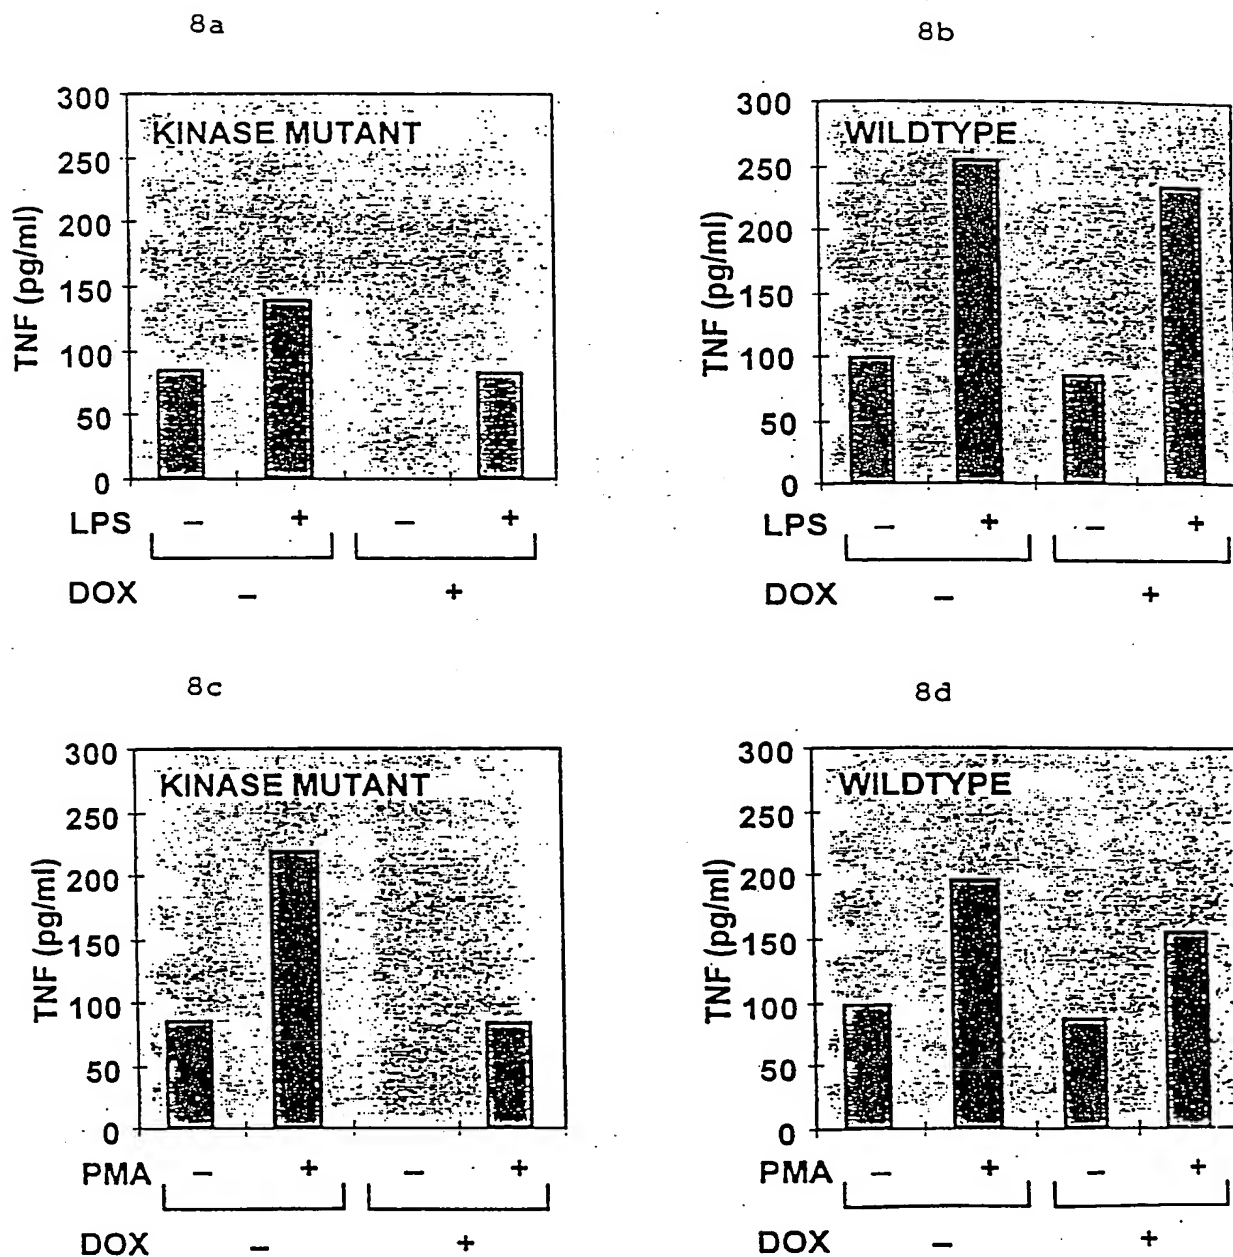 8a
300
250
200
150
100
50
0
TNF (pg/ml)
KINASE MUTANT
LPS – + – +
DOX – +
8b
300
250
200
150
100
50
0
TNF (pg/ml)
WILDTYPE
LPS – + – +
DOX – +
8c
300
250
200
150
100
50
0
TNF (pg/ml)
KINASE MUTANT
PMA – + – +
DOX – +
8d
300
250
200
150
100
50
0
TNF (pg/ml)
WILDTYPE
PMA – + – +
DOX – +